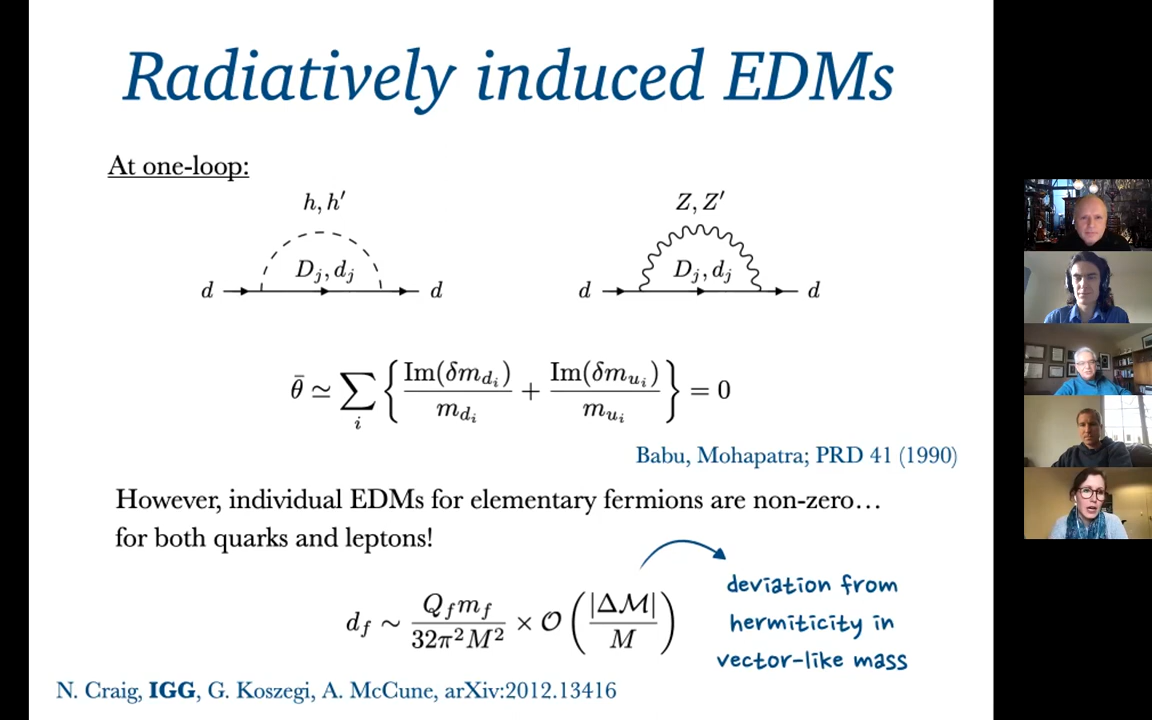 Radiatively induced EDMs
At one-loop:
h, h′
D_j, d_j
d
d
Z, Z′
D_j, d_j
d
d
θ̄ ≃ ∑_i { Im(δm_{d_i}) / m_{d_i} + Im(δm_{u_i}) / m_{u_i} } = 0
Babu, Mohapatra; PRD 41 (1990)
However, individual EDMs for elementary fermions are non-zero…
for both quarks and leptons!
deviation from
hermiticity in
vector-like mass
d_f ∼ Q_f m_f / 32π² M² × 𝒪 ( |Δℳ| / M )
N. Craig, IGG, G. Koszegi, A. McCune, arXiv:2012.13416